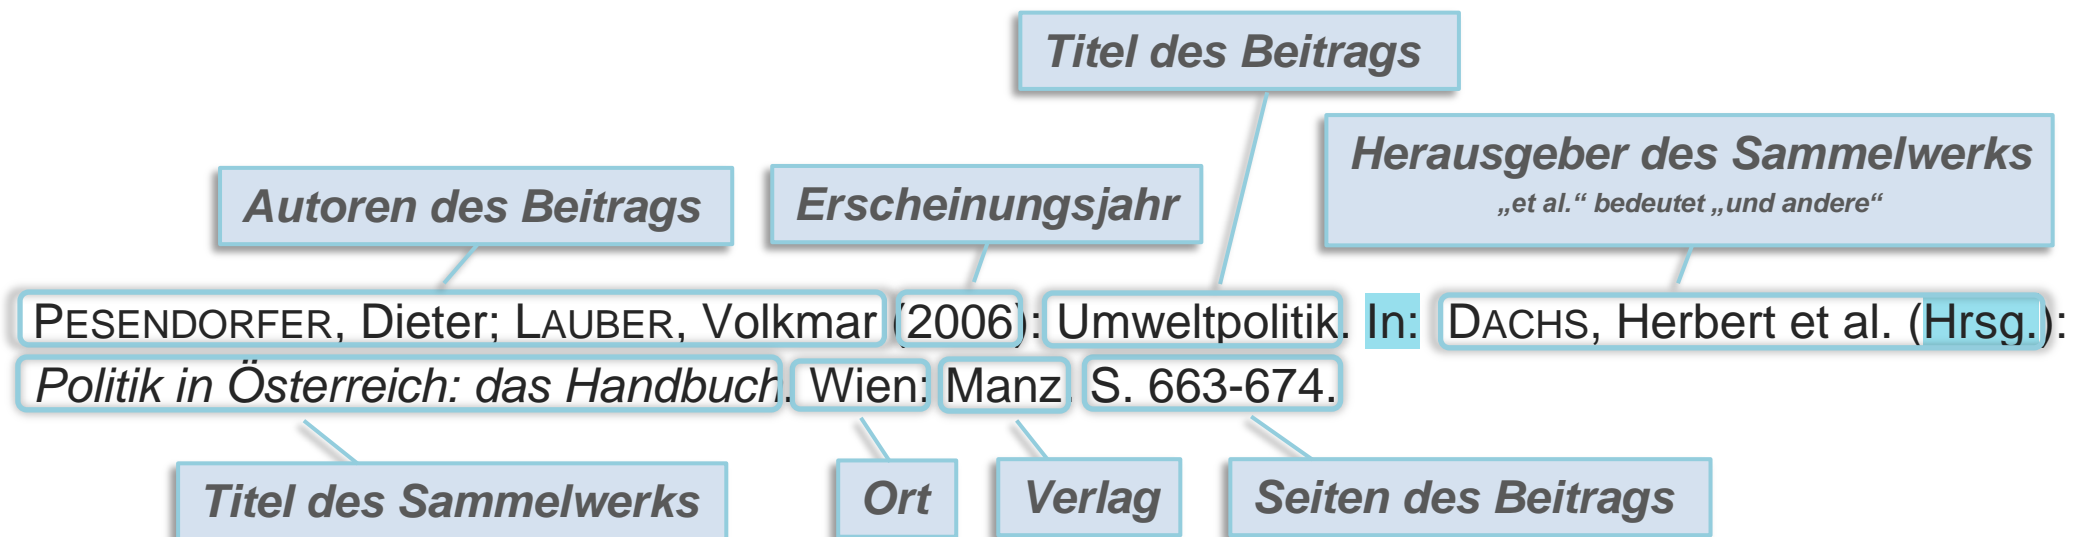 Titel des Beitrags
Herausgeber des Sammelwerks
„et al.“ bedeutet „und andere“
Autoren des Beitrags
Erscheinungsjahr
PESENDORFER, Dieter; LAUBER, Volkmar (2006): Umweltpolitik. In: DACHS, Herbert et al. (Hrsg.):
Politik in Österreich: das Handbuch. Wien: Manz. S. 663-674.
Titel des Sammelwerks
Ort
Verlag
Seiten des Beitrags